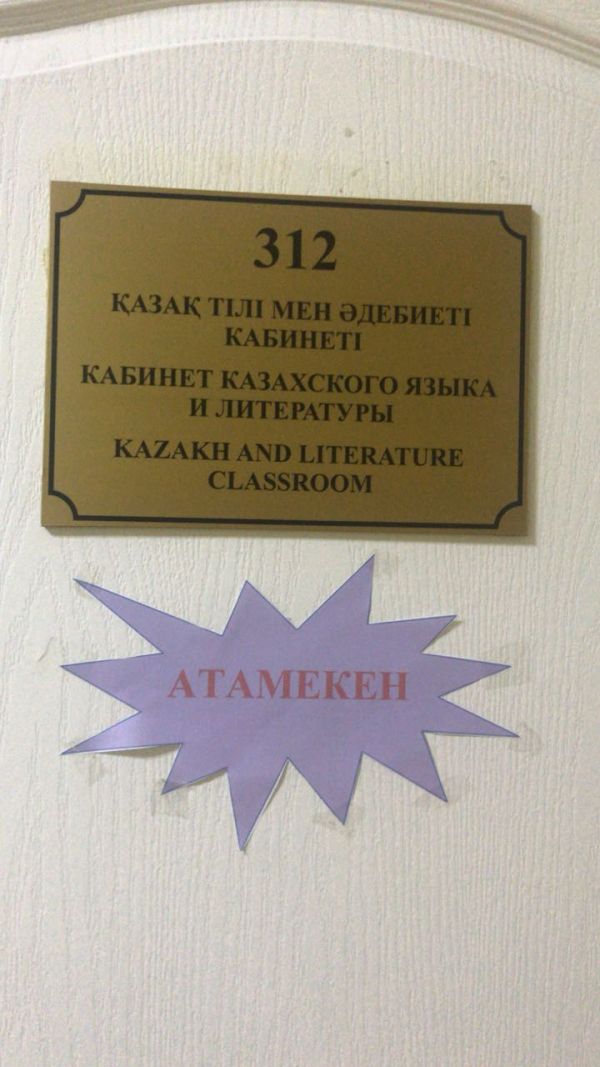 312
ҚАЗАҚ ТІЛІ МЕН ӘДЕБИЕТІ
КАБИНЕТІ
КАБИНЕТ КАЗАХСКОГО ЯЗЫКА
И ЛИТЕРАТУРЫ
KAZAKH AND LITERATURE
CLASSROOM
АТАМЕКЕН